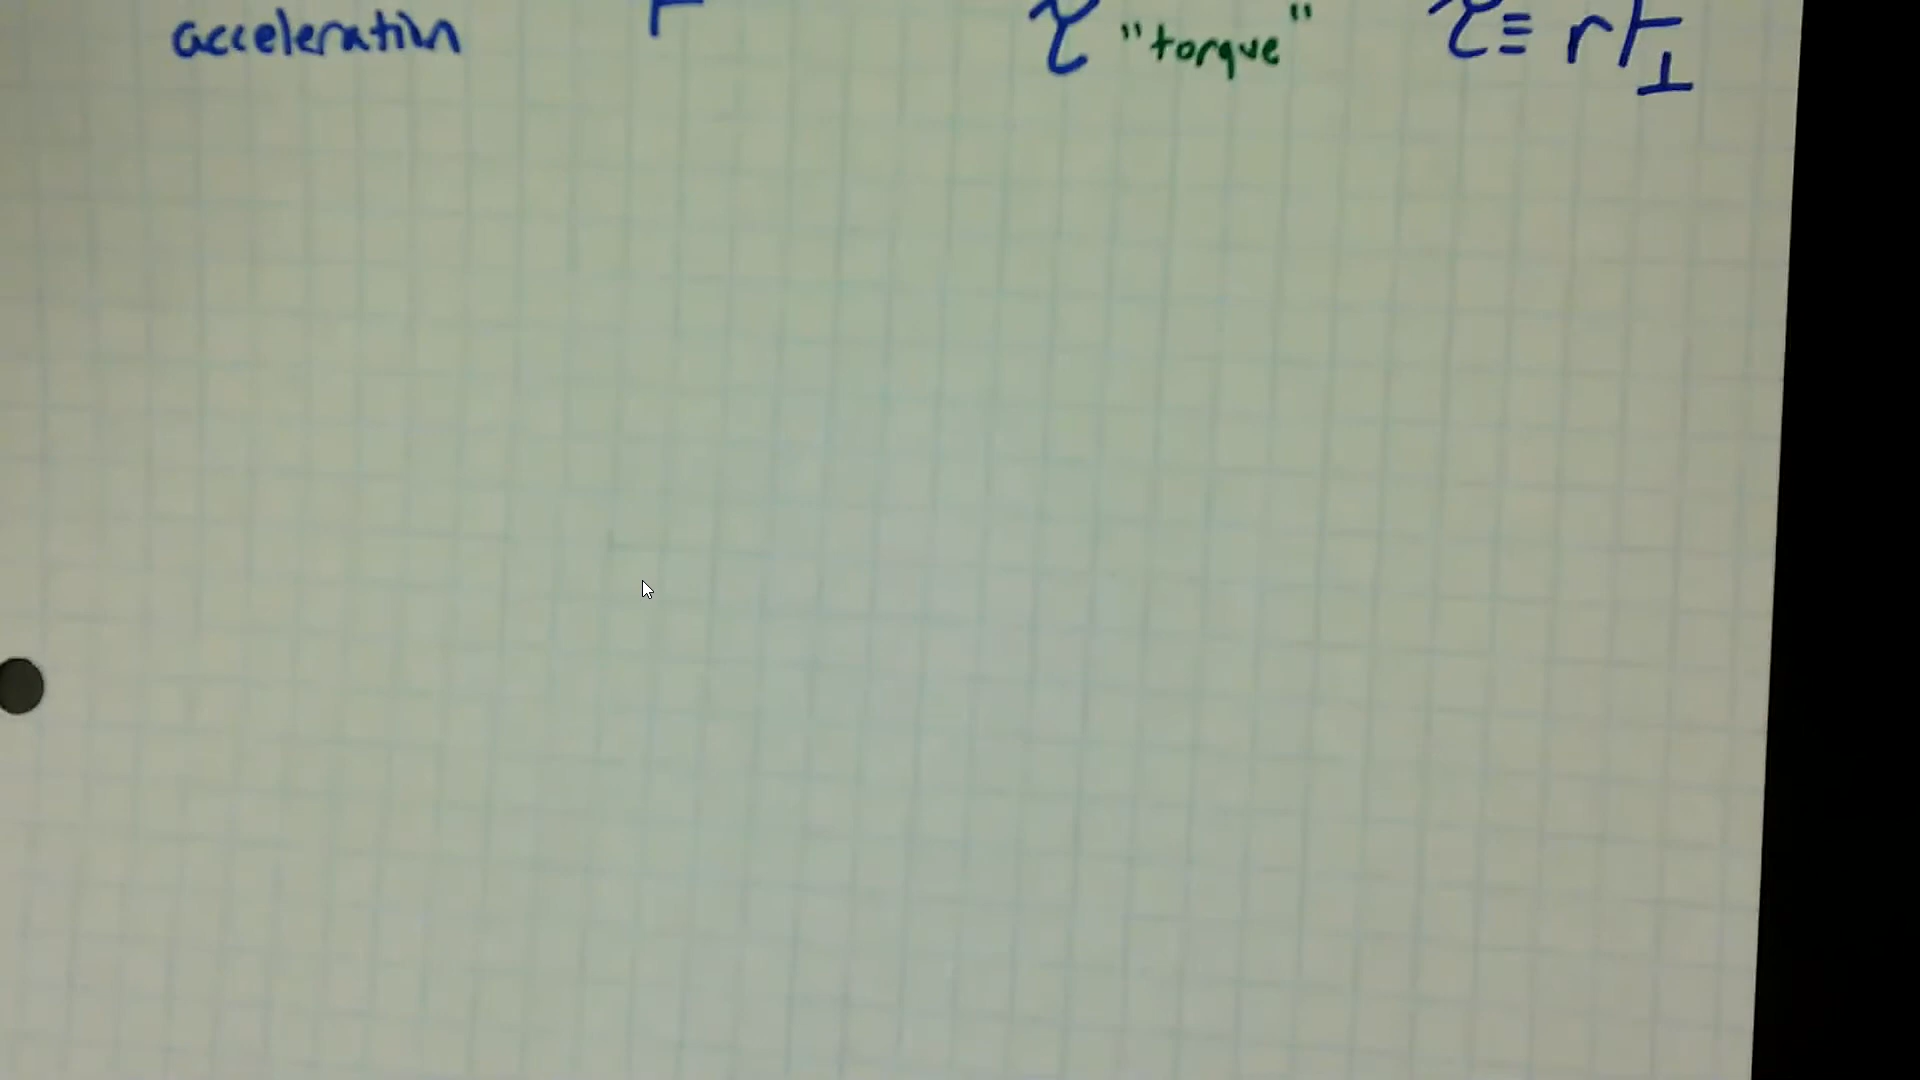 acceleration F τ "torque" τ ≡ rF⊥